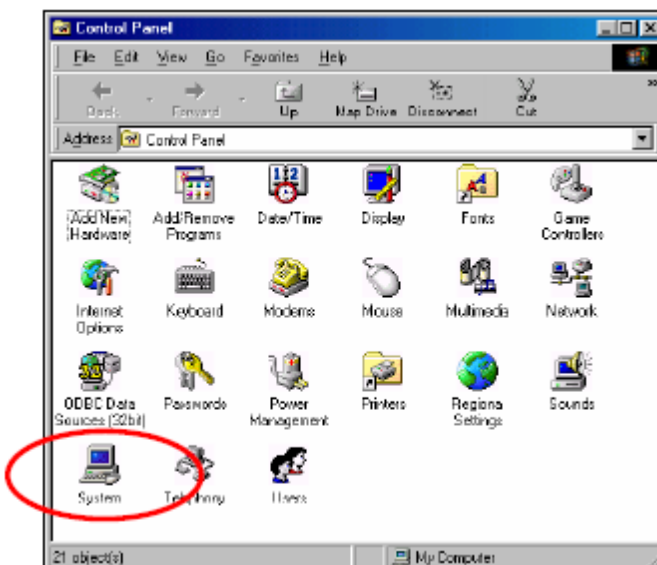 Control Panel
File Edit View Go Favorites Help
Back Forward Up Map Drive Disconnect Cut »
Address Control Panel
Add New Hardware
Add/Remove Programs
Date/Time
Display
Fonts
Game Controllers
Internet Options
Keyboard
Modems
Mouse
Multimedia
Network
ODBC Data Sources (32bit)
Passwords
Power Management
Printers
Regional Settings
Sounds
System
Telephony
Users
21 object(s) My Computer